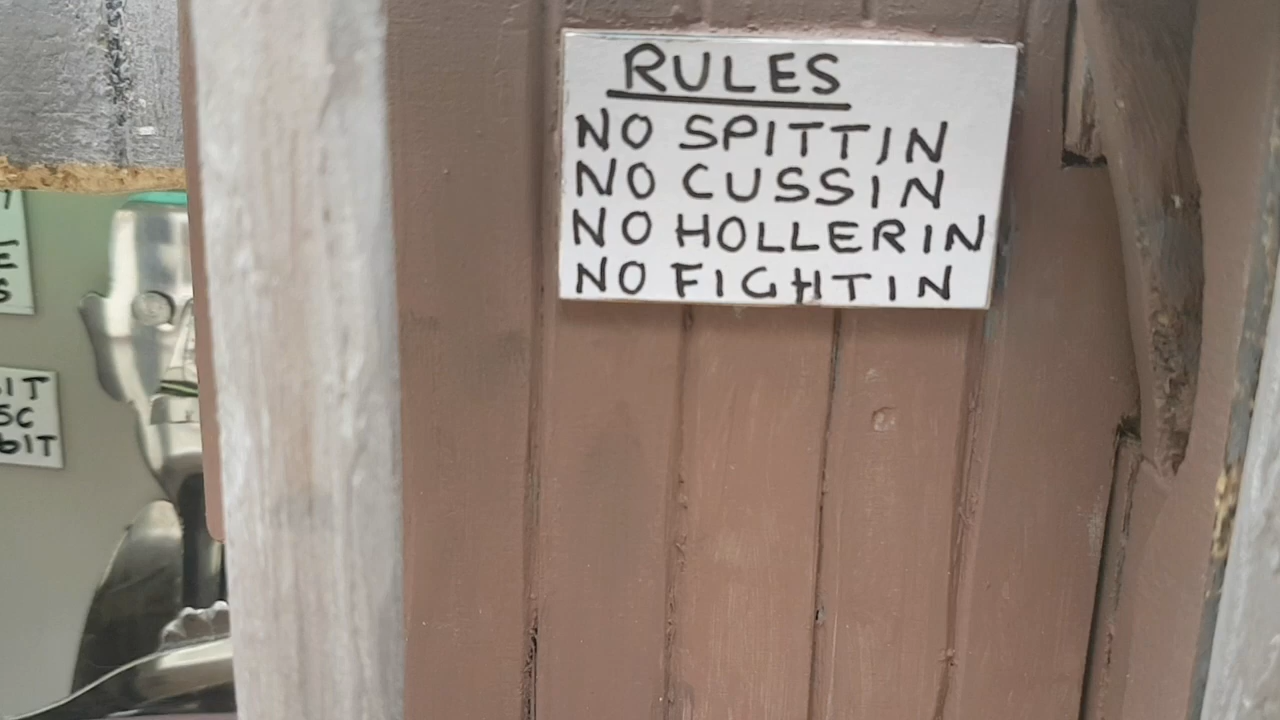 RULES
NO SPITTIN
NO CUSSIN
NO HOLLERIN
NO FIGHTIN